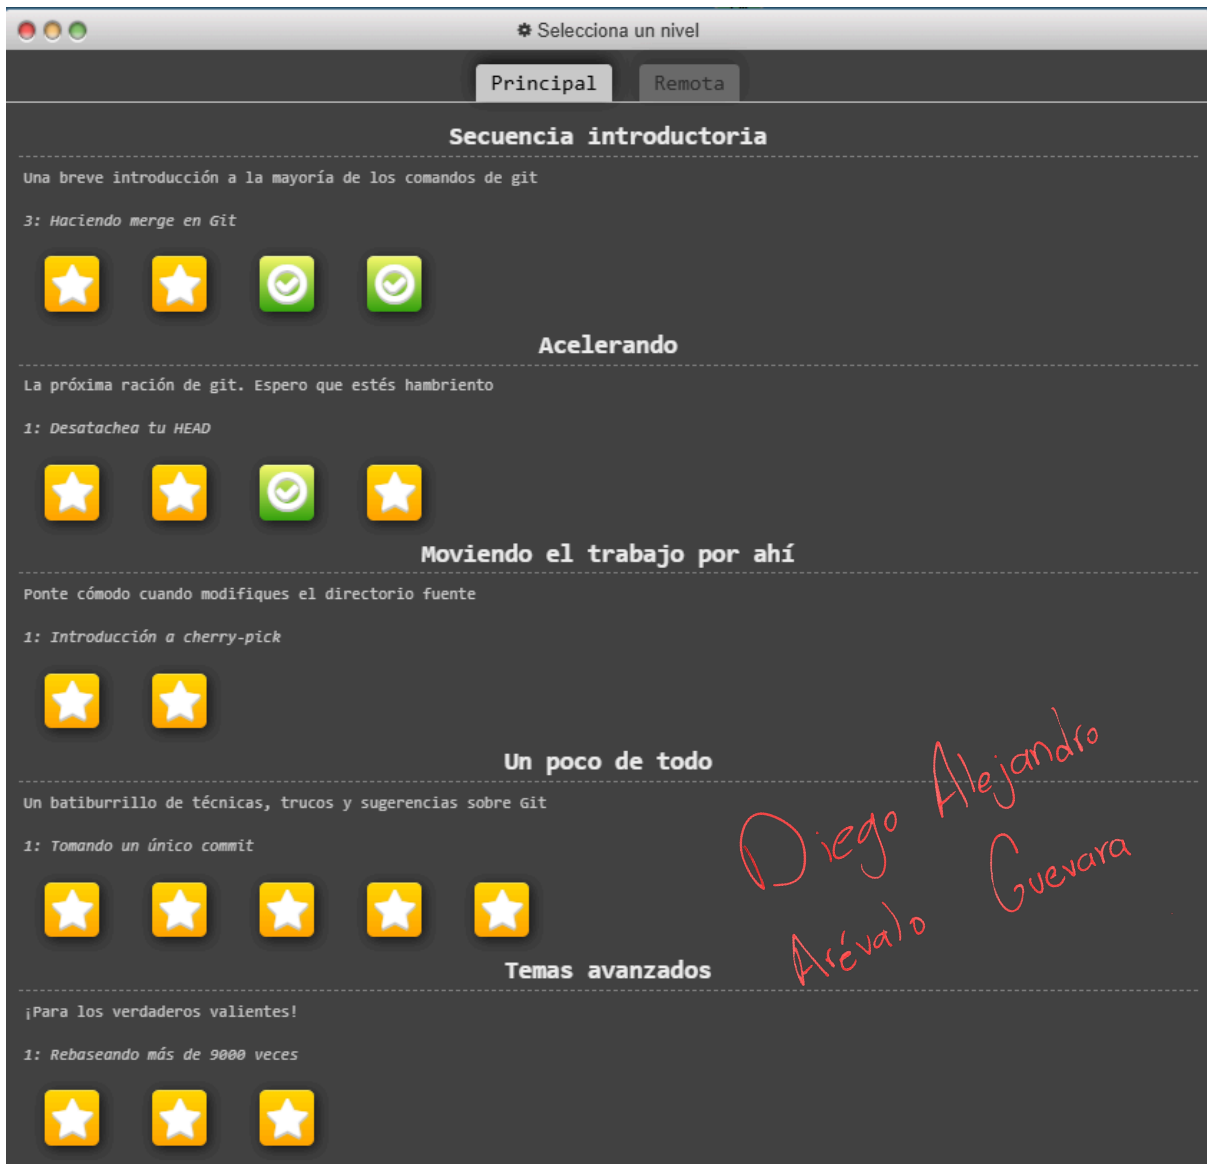 Selecciona un nivel
Principal Remota
Secuencia introductoria
Una breve introducción a la mayoría de los comandos de git
3: Haciendo merge en Git
Acelerando
La próxima ración de git. Espero que estés hambriento
1: Desatachea tu HEAD
Moviendo el trabajo por ahí
Ponte cómodo cuando modifiques el directorio fuente
1: Introducción a cherry-pick
Un poco de todo
Un batiburrillo de técnicas, trucos y sugerencias sobre Git
1: Tomando un único commit
Diego Alejandro
Arévalo Guevara
Temas avanzados
¡Para los verdaderos valientes!
1: Rebaseando más de 9000 veces